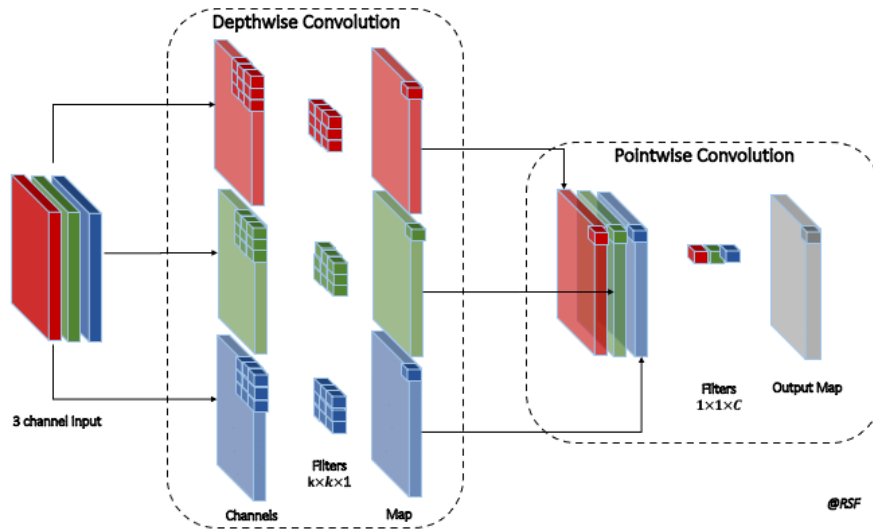 Depthwise Convolution
Pointwise Convolution
3 channel input
Filters
k×k×1
Channels
Map
Filters
1×1×C
Output Map
@RSF